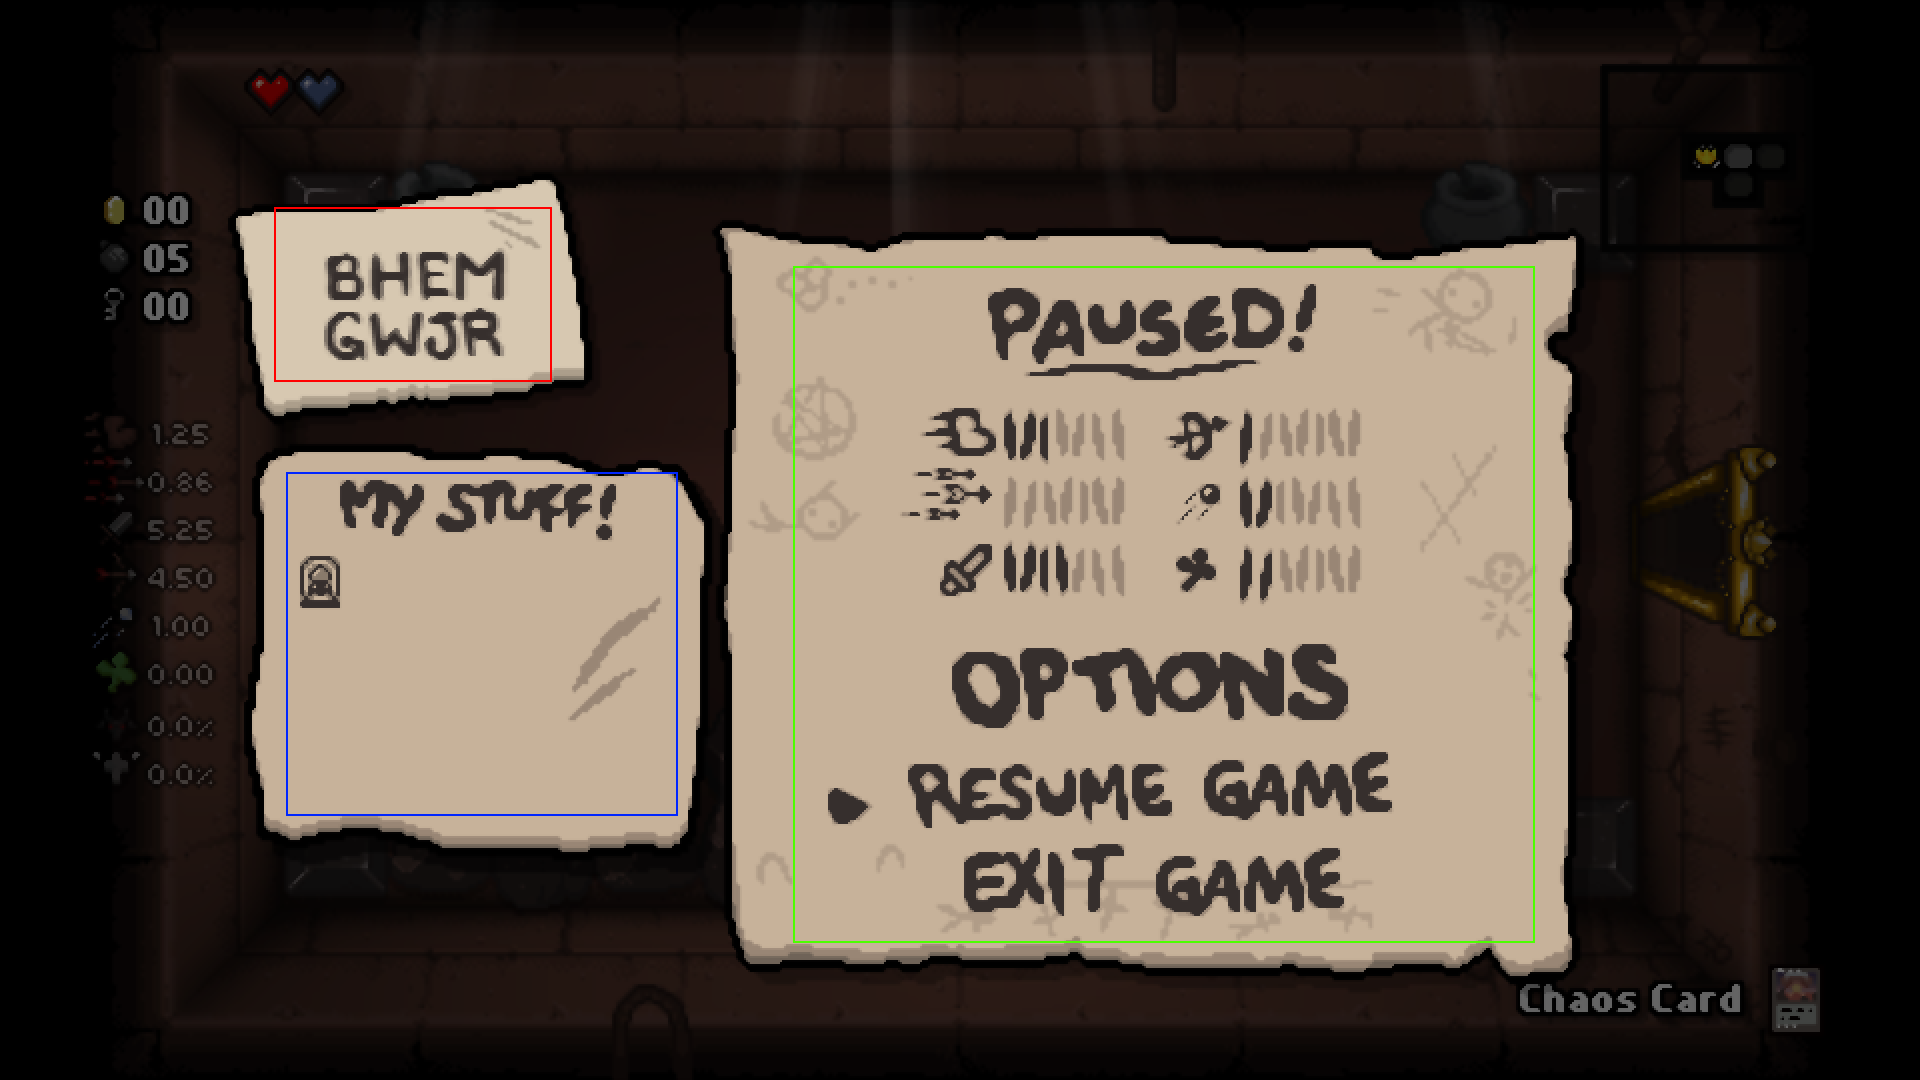 00
05
00
BHEM
GWJR
1.25
0.86
5.25
4.50
1.00
0.00
0.0%
0.0%
MY STUFF!
PAUSED!
OPTIONS
RESUME GAME
EXIT GAME
Chaos Card